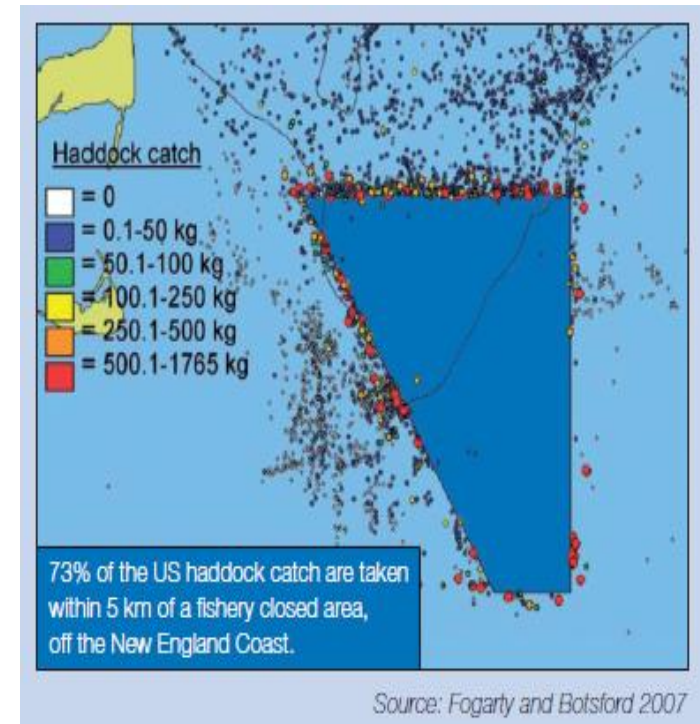 Haddock catch
= 0
= 0.1-50 kg
= 50.1-100 kg
= 100.1-250 kg
= 250.1-500 kg
= 500.1-1765 kg
73% of the US haddock catch are taken
within 5 km of a fishery closed area,
off the New England Coast.
Source: Fogarty and Botsford 2007